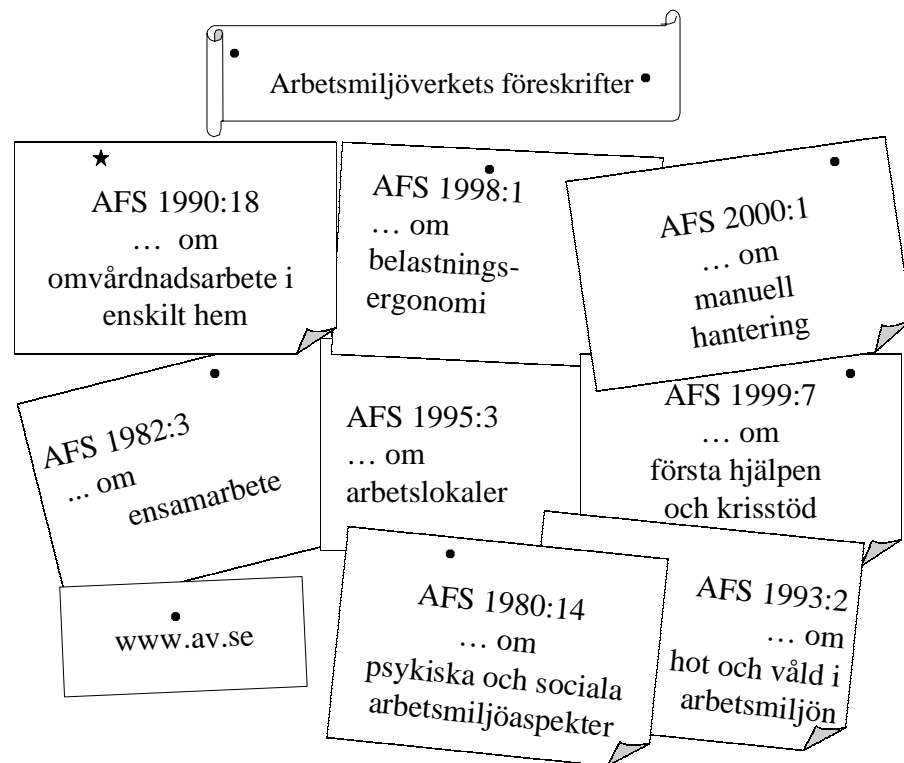 Arbetsmiljöverkets föreskrifter
AFS 1990:18
… om
omvårdnadsarbete i
enskilt hem
AFS 1998:1
… om
belastnings-
ergonomi
AFS 2000:1
… om
manuell
hantering
AFS 1982:3
... om
ensamarbete
AFS 1995:3
… om
arbetslokaler
AFS 1999:7
… om
första hjälpen
och krisstöd
www.av.se
AFS 1980:14
… om
psykiska och sociala
arbetsmiljöaspekter
AFS 1993:2
… om
hot och våld i
arbetsmiljön